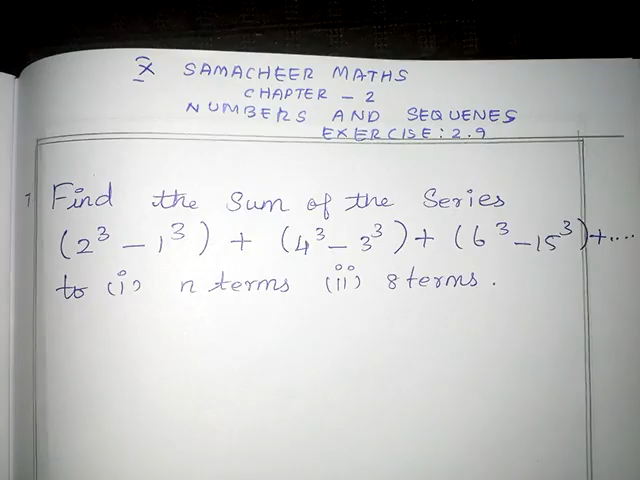 X SAMACHEER MATHS
CHAPTER - 2
NUMBERS AND SEQUENES
EXERCISE: 2.9
7 Find the Sum of the Series
(2³ - 1³) + (4³ - 3³) + (6³ - 15³) + ....
to (i) n terms (ii) 8 terms.